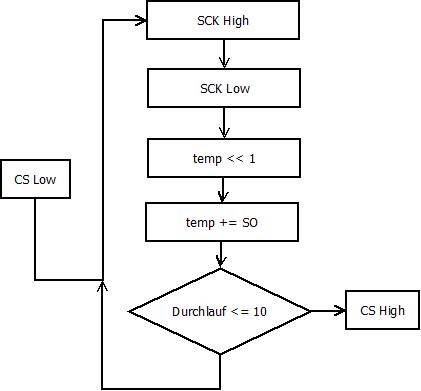 SCK High
SCK Low
temp << 1
CS Low
temp += SO
Durchlauf <= 10
CS High